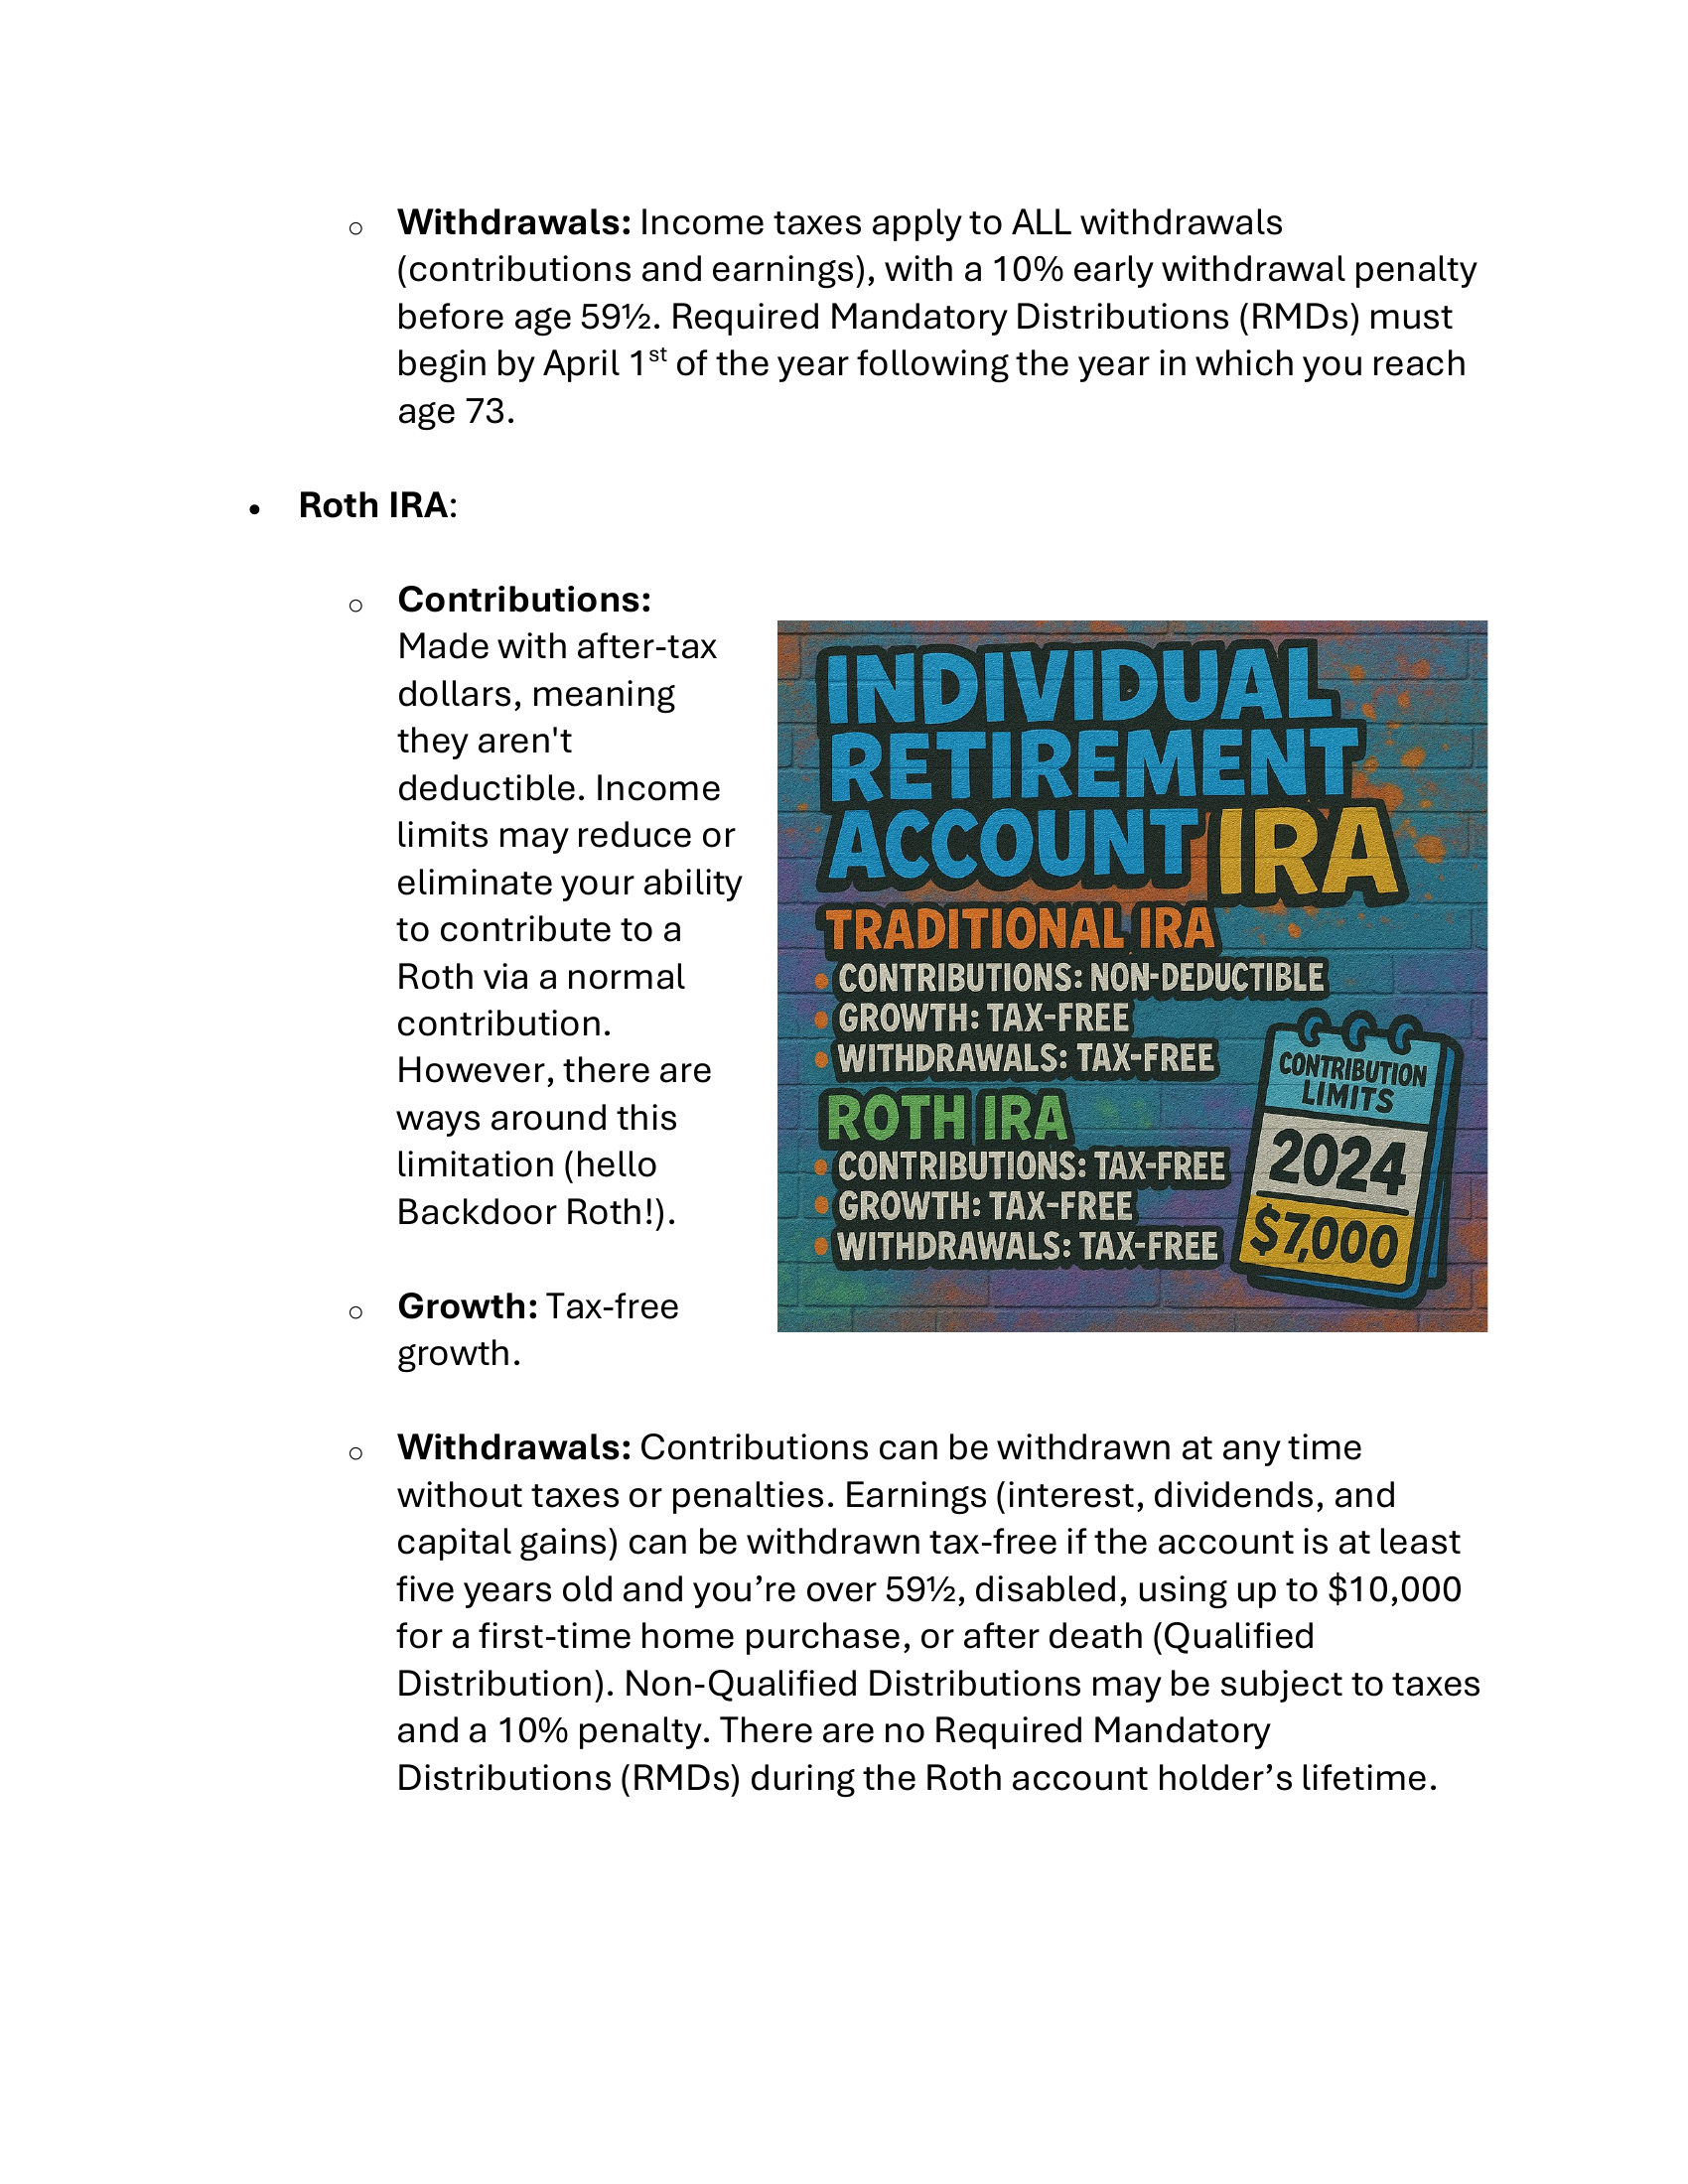 ○ Withdrawals: Income taxes apply to ALL withdrawals
(contributions and earnings), with a 10% early withdrawal penalty
before age 59½. Required Mandatory Distributions (RMDs) must
begin by April 1st of the year following the year in which you reach
age 73.
• Roth IRA:
○ Contributions:
Made with after-tax
dollars, meaning
they aren't
deductible. Income
limits may reduce or
eliminate your ability
to contribute to a
Roth via a normal
contribution.
However, there are
ways around this
limitation (hello
Backdoor Roth!).
○ Growth: Tax-free
growth.
INDIVIDUAL
RETIREMENT
ACCOUNT IRA
TRADITIONAL IRA
• CONTRIBUTIONS: NON-DEDUCTIBLE
• GROWTH: TAX-FREE
• WITHDRAWALS: TAX-FREE
ROTH IRA
• CONTRIBUTIONS: TAX-FREE
• GROWTH: TAX-FREE
• WITHDRAWALS: TAX-FREE
CONTRIBUTION
LIMITS
2024
$7,000
○ Withdrawals: Contributions can be withdrawn at any time
without taxes or penalties. Earnings (interest, dividends, and
capital gains) can be withdrawn tax-free if the account is at least
five years old and you’re over 59½, disabled, using up to $10,000
for a first-time home purchase, or after death (Qualified
Distribution). Non-Qualified Distributions may be subject to taxes
and a 10% penalty. There are no Required Mandatory
Distributions (RMDs) during the Roth account holder’s lifetime.